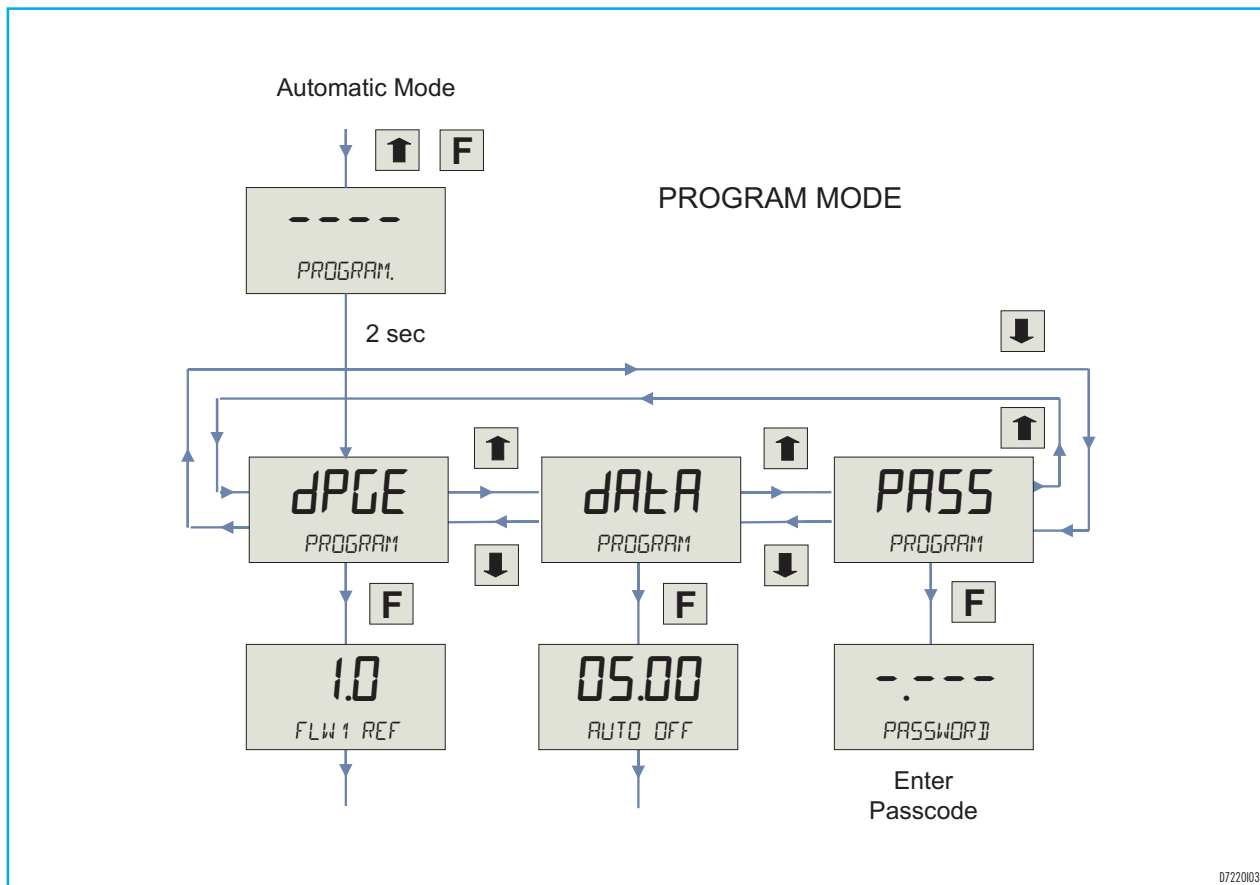 Automatic Mode
F
PROGRAM MODE
----
PROGRAM.
2 sec
dPGE
PROGRAM
dAtA
PROGRAM
PASS
PROGRAM
F
F
F
1.0
FLW1 REF
05.00
AUTO OFF
-.---
PASSWORD
Enter
Passcode
D7220I03